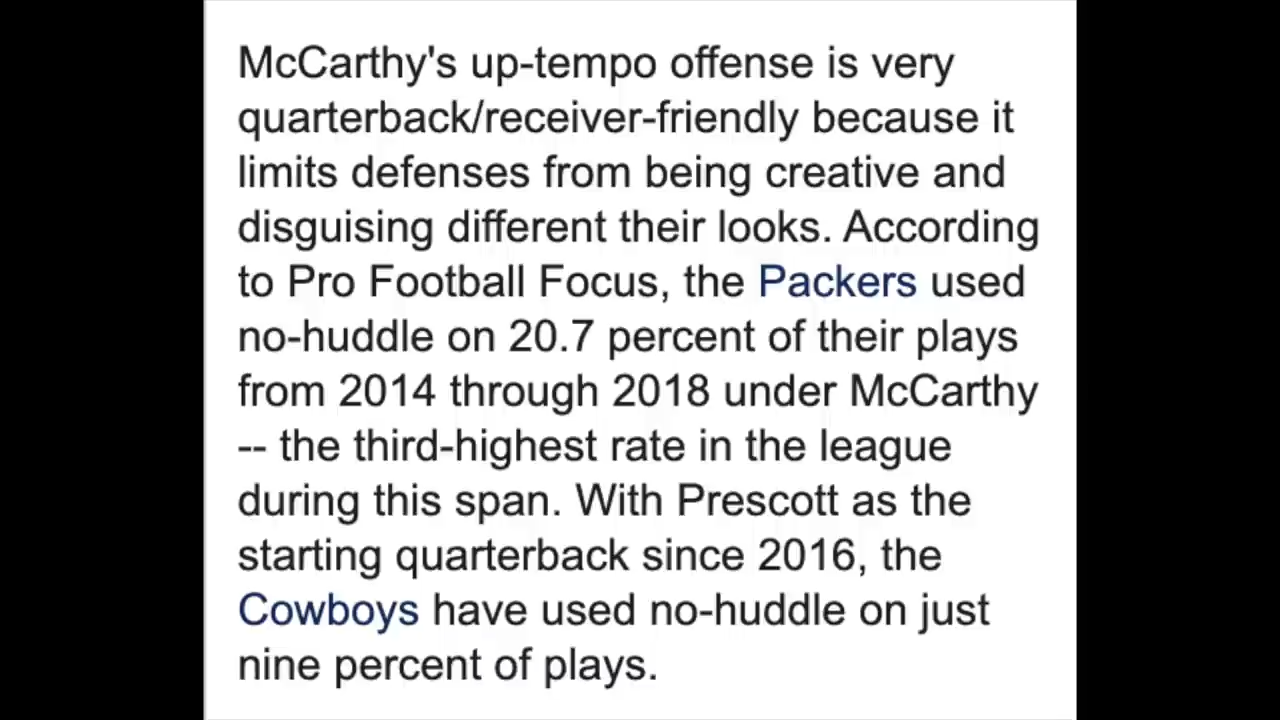 McCarthy's up-tempo offense is very
quarterback/receiver-friendly because it
limits defenses from being creative and
disguising different their looks. According
to Pro Football Focus, the Packers used
no-huddle on 20.7 percent of their plays
from 2014 through 2018 under McCarthy
-- the third-highest rate in the league
during this span. With Prescott as the
starting quarterback since 2016, the
Cowboys have used no-huddle on just
nine percent of plays.